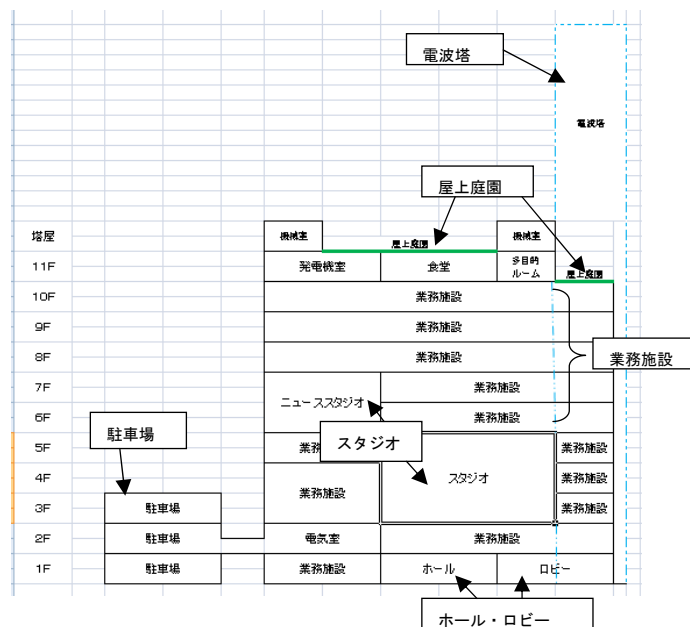 電波塔
電波塔
屋上庭園
塔屋
機械室
屋上庭園
機械室
11F
発電機室
食堂
多目的
ルーム
屋上庭園
10F
業務施設
9F
業務施設
8F
業務施設
業務施設
7F
ニューススタジオ
業務施設
6F
業務施設
駐車場
5F
業務
スタジオ
業務施設
4F
業務施設
スタジオ
業務施設
3F
駐車場
業務施設
2F
駐車場
電気室
業務施設
1F
駐車場
業務施設
ホール
ロビー
ホール・ロビー